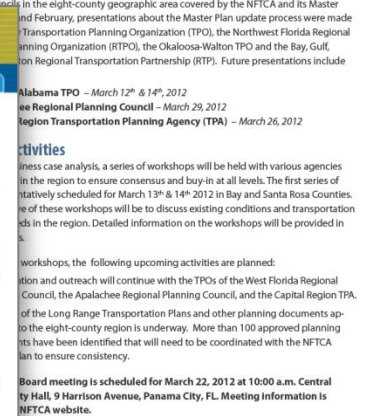 ncils in the eight-county geographic area covered by the NFTCA and its Master
nd February, presentations about the Master Plan update process were made
Transportation Planning Organization (TPO), the Northwest Florida Regional
anning Organization (RTPO), the Okaloosa-Walton TPO and the Bay, Gulf,
ton Regional Transportation Partnership (RTP). Future presentations include
Alabama TPO – March 12th & 14th, 2012
ee Regional Planning Council – March 29, 2012
Region Transportation Planning Agency (TPA) – March 26, 2012
ctivities
iness case analysis, a series of workshops will be held with various agencies
in the region to ensure consensus and buy-in at all levels. The first series of
ntatively scheduled for March 13th & 14th 2012 in Bay and Santa Rosa Counties.
ve of these workshops will be to discuss existing conditions and transportation
ds in the region. Detailed information on the workshops will be provided in
s.
workshops, the following upcoming activities are planned:
ation and outreach will continue with the TPOs of the West Florida Regional
Council, the Apalachee Regional Planning Council, and the Capital Region TPA.
of the Long Range Transportation Plans and other planning documents ap-
to the eight-county region is underway. More than 100 approved planning
nts have been identified that will need to be coordinated with the NFTCA
lan to ensure consistency.
Board meeting is scheduled for March 22, 2012 at 10:00 a.m. Central
ty Hall, 9 Harrison Avenue, Panama City, FL. Meeting information is
NFTCA website.